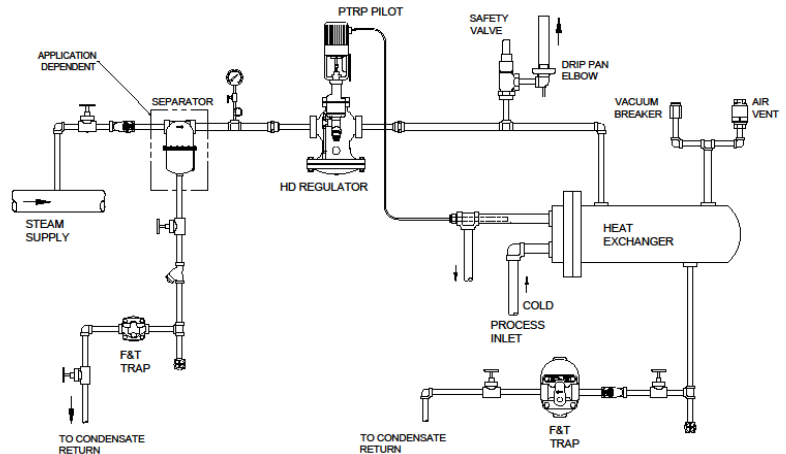 PTRP PILOT
SAFETY
VALVE
APPLICATION
DEPENDENT
DRIP PAN
ELBOW
SEPARATOR
VACUUM
BREAKER
AIR
VENT
HD REGULATOR
STEAM
SUPPLY
HEAT
EXCHANGER
COLD
PROCESS
INLET
F&T
TRAP
TO CONDENSATE
RETURN
TO CONDENSATE
RETURN
F&T
TRAP